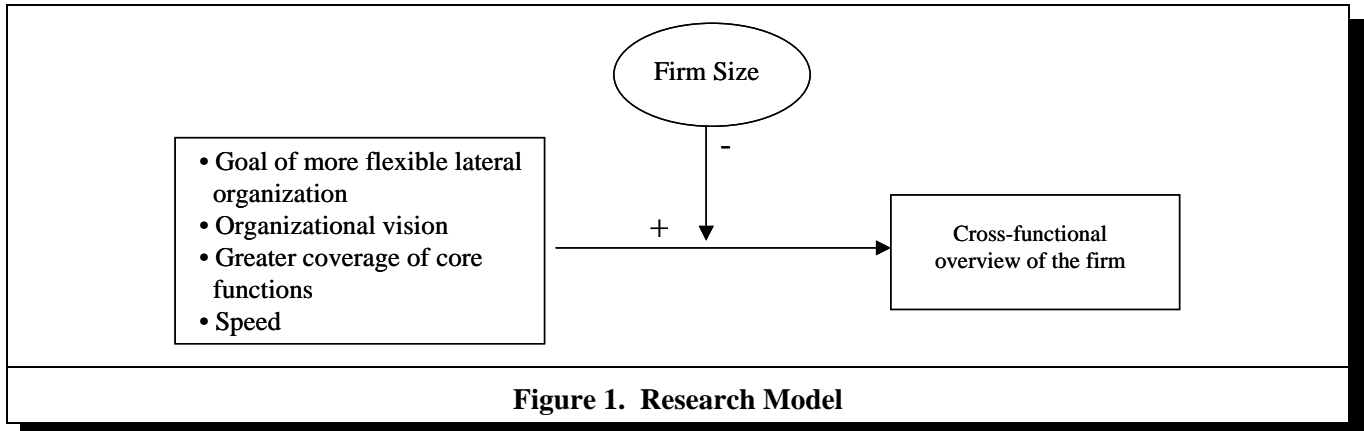 Firm Size
-
• Goal of more flexible lateral
organization
• Organizational vision
• Greater coverage of core
functions
• Speed
+
Cross-functional
overview of the firm
Figure 1. Research Model